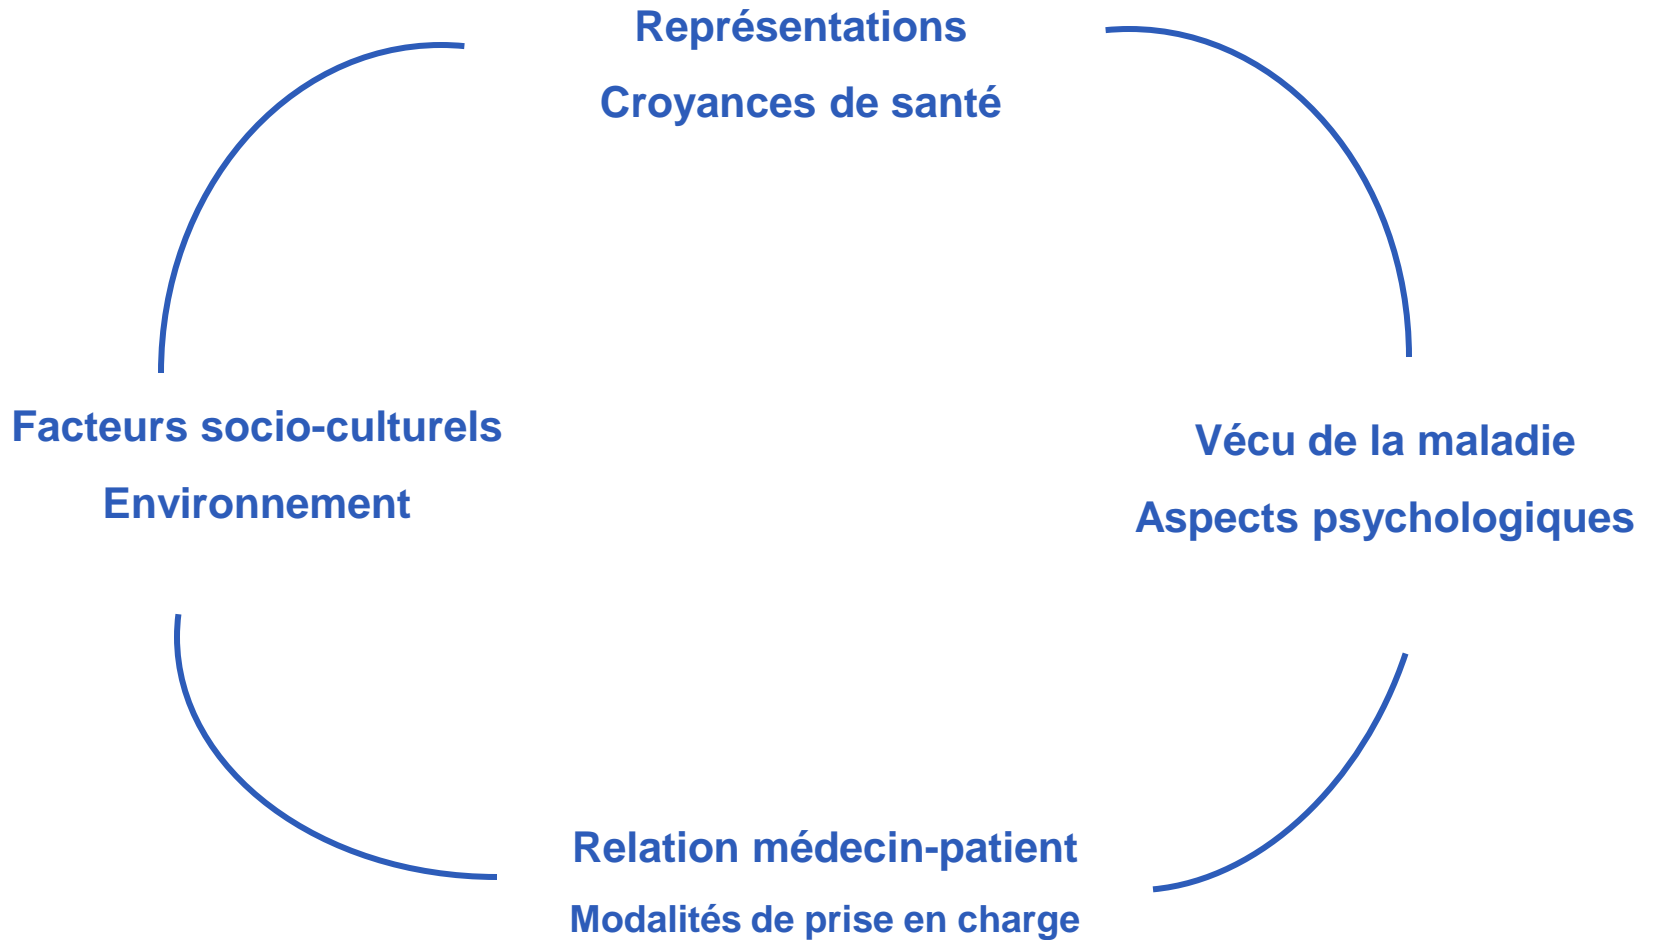 Représentations
Croyances de santé
Facteurs socio-culturels
Environnement
Vécu de la maladie
Aspects psychologiques
Relation médecin-patient
Modalités de prise en charge